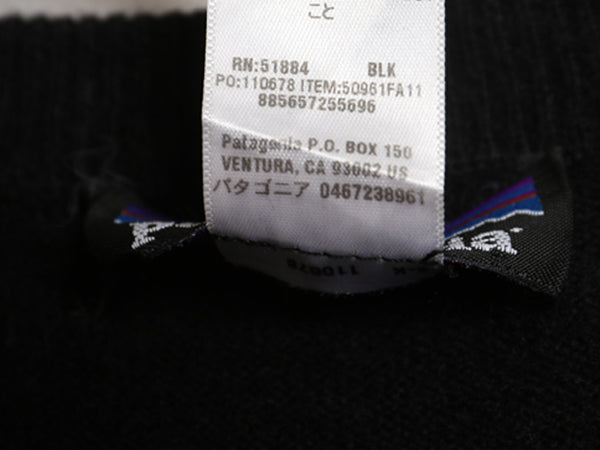 こと
RN:51884 BLK
PO:110678 ITEM:50961FA11
885657255696
Patagonia P.O. BOX 150
VENTURA, CA 93002 US
パタゴニア 0467238961